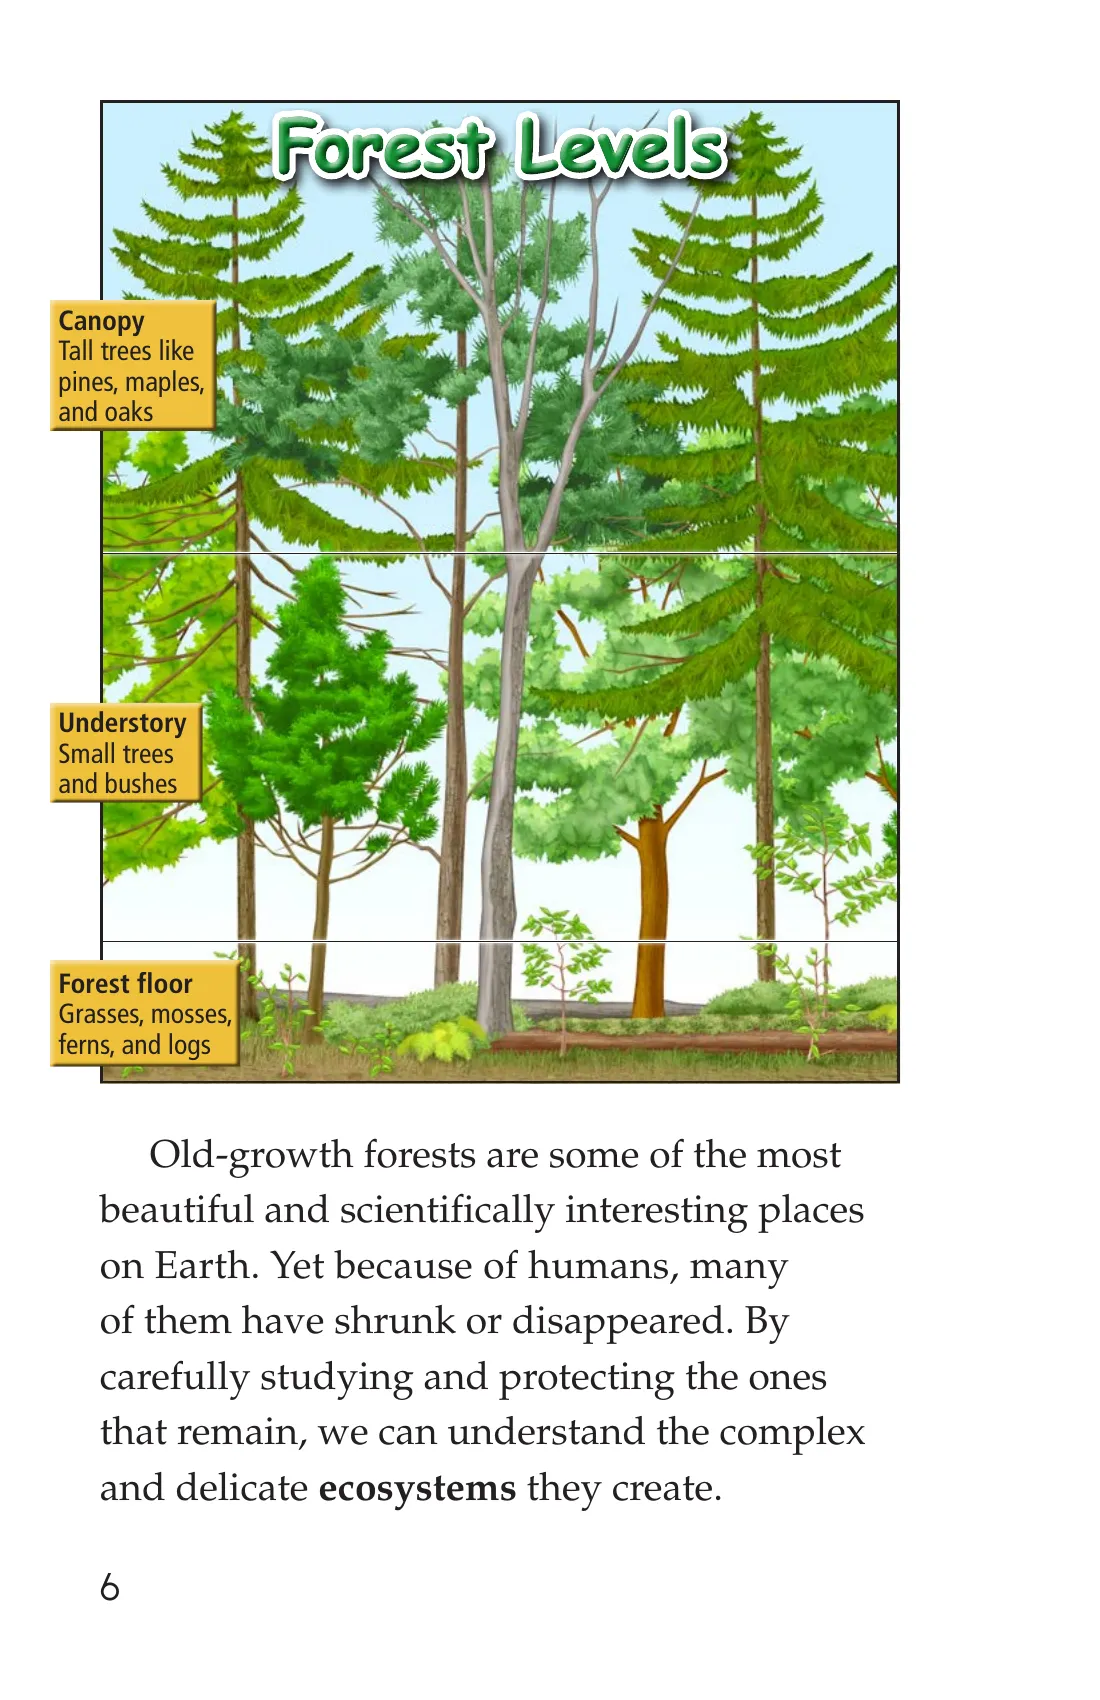 Forest Levels
Canopy
Tall trees like
pines, maples,
and oaks
Understory
Small trees
and bushes
Forest floor
Grasses, mosses,
ferns, and logs
Old-growth forests are some of the most
beautiful and scientifically interesting places
on Earth. Yet because of humans, many
of them have shrunk or disappeared. By
carefully studying and protecting the ones
that remain, we can understand the complex
and delicate ecosystems they create.
6